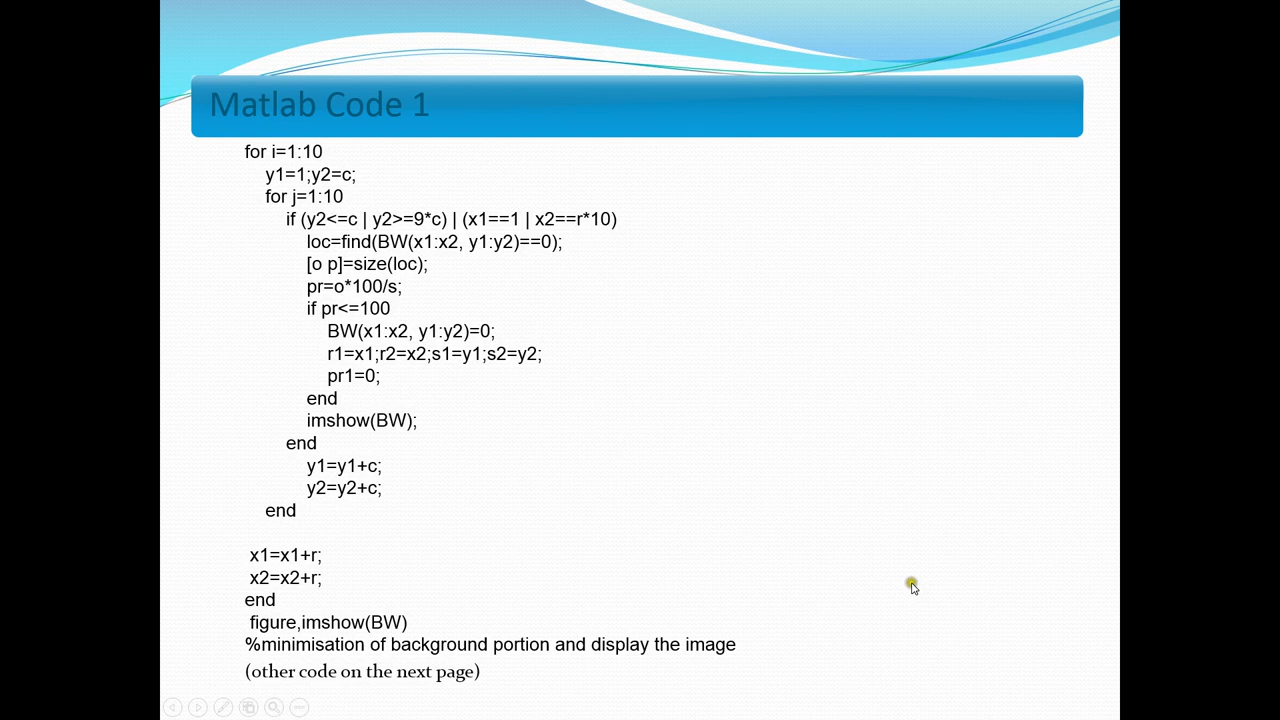 Matlab Code 1
for i=1:10
y1=1;y2=c;
for j=1:10
if (y2<=c | y2>=9*c) | (x1==1 | x2==r*10)
loc=find(BW(x1:x2, y1:y2)==0);
[o p]=size(loc);
pr=o*100/s;
if pr<=100
BW(x1:x2, y1:y2)=0;
r1=x1;r2=x2;s1=y1;s2=y2;
pr1=0;
end
imshow(BW);
end
y1=y1+c;
y2=y2+c;
end
x1=x1+r;
x2=x2+r;
end
figure,imshow(BW)
%minimisation of background portion and display the image
(other code on the next page)